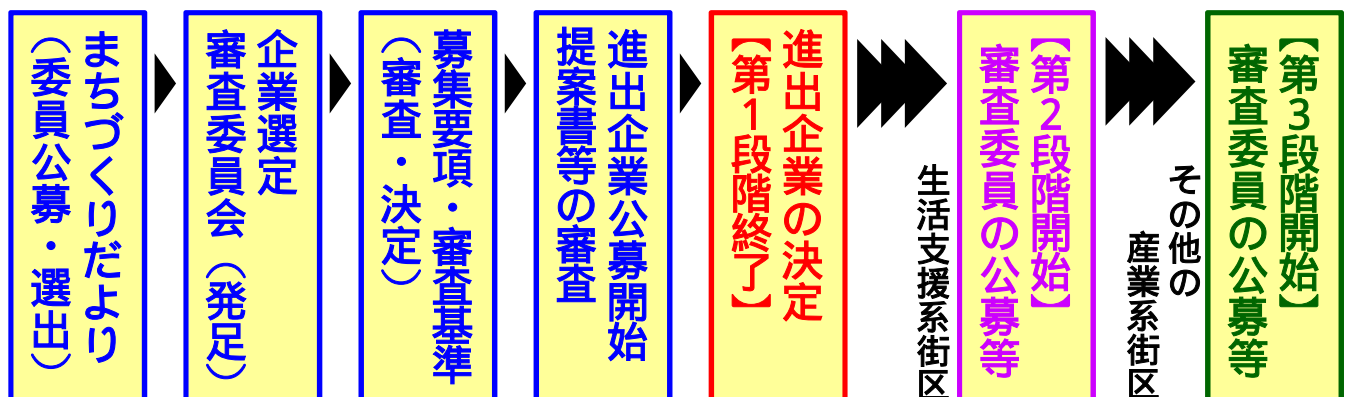 まちづくりだより
（委員公募・選出）
企業選定
審査委員会（発足）
募集要項・審査基準
（審査・決定）
進出企業公募開始
提案書等の審査
進出企業の決定
【第１段階終了】
生活支援系街区
【第２段階開始】
審査委員の公募等
その他の
産業系街区
【第３段階開始】
審査委員の公募等